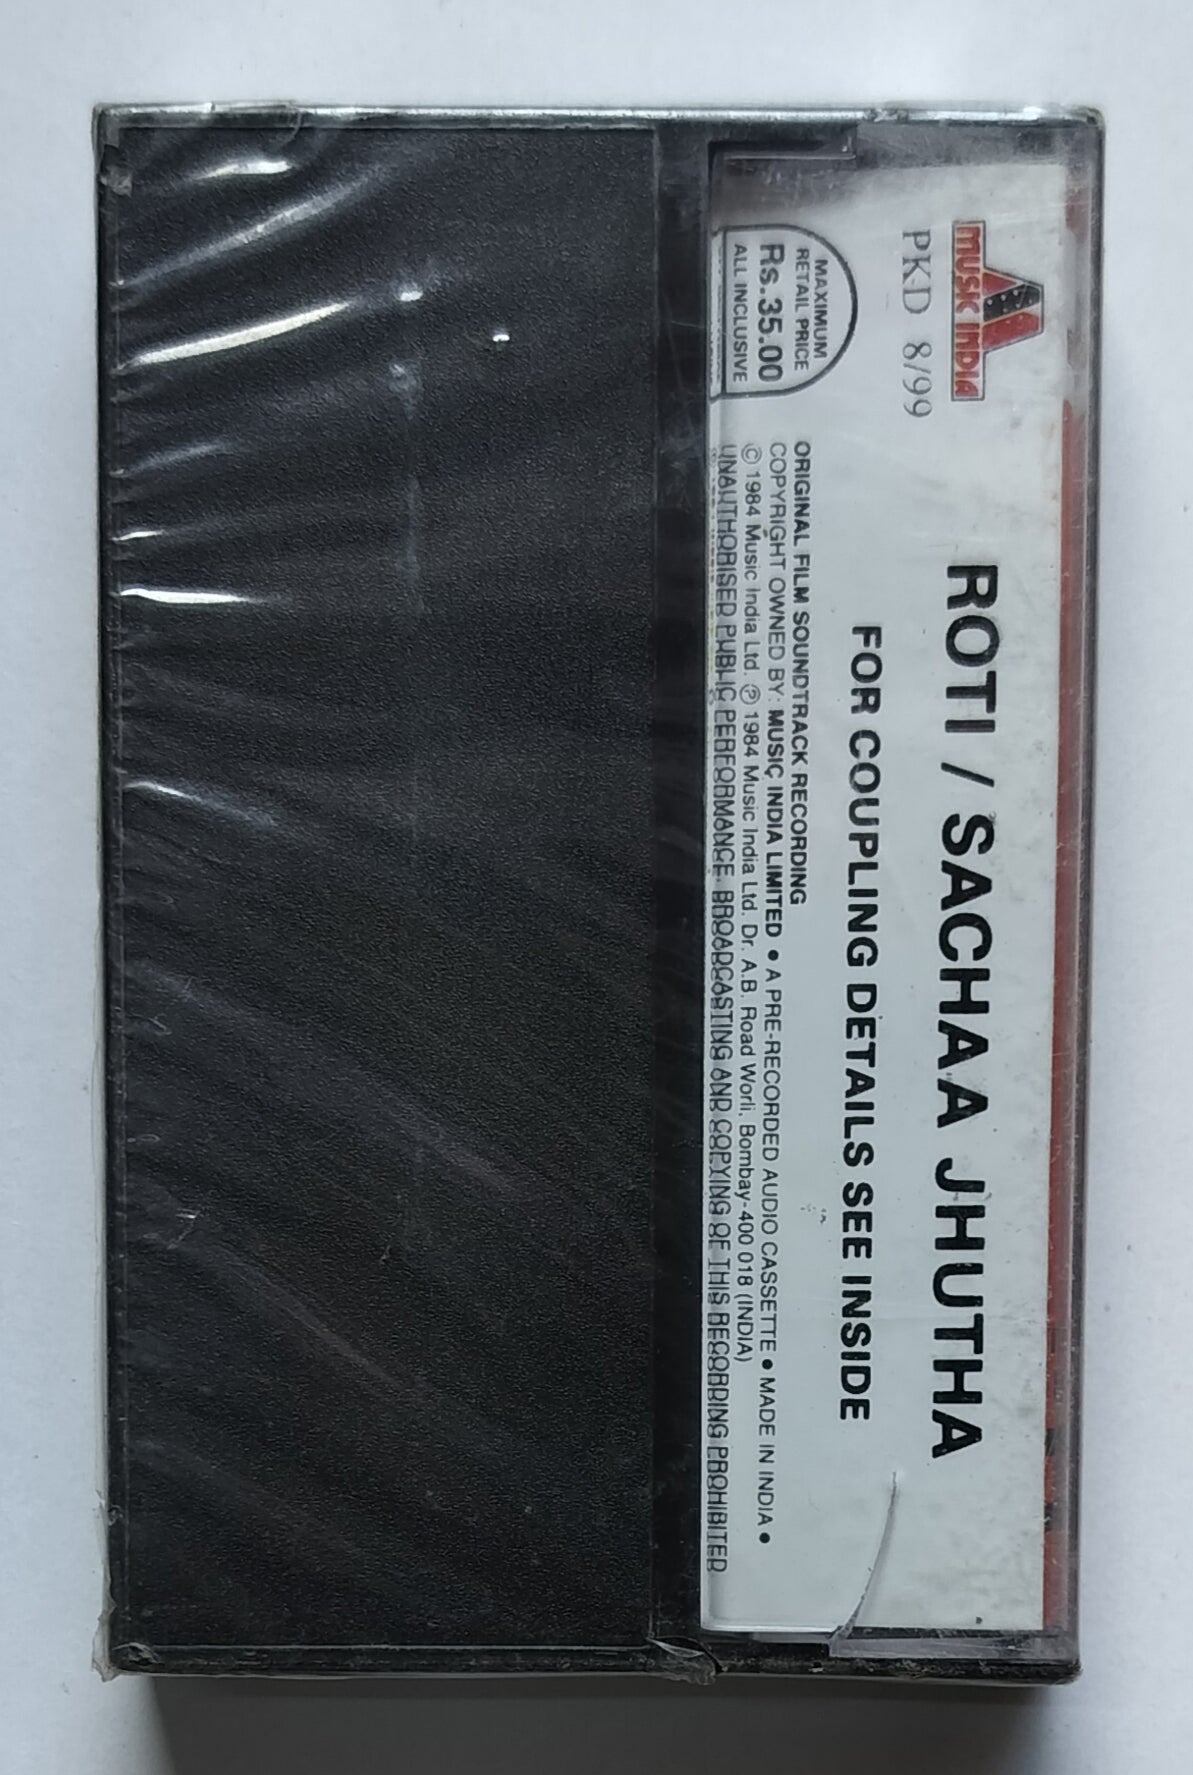 MUSIC INDIA
PKD 8/99
MAXIMUM
RETAIL PRICE
Rs.35.00
ALL INCLUSIVE
ROTI / SACHAA JHUTHA
FOR COUPLING DETAILS SEE INSIDE
ORIGINAL FILM SOUNDTRACK RECORDING
COPYRIGHT OWNED BY: MUSIC INDIA LIMITED • A PRE-RECORDED AUDIO CASSETTE • MADE IN INDIA •
© 1984 Music India Ltd. ℗ 1984 Music India Ltd. Dr. A.B. Road Worli, Bombay-400 018 (INDIA)
UNAUTHORISED PUBLIC PERFORMANCE, BROADCASTING AND COPYING OF THIS RECORDING PROHIBITED